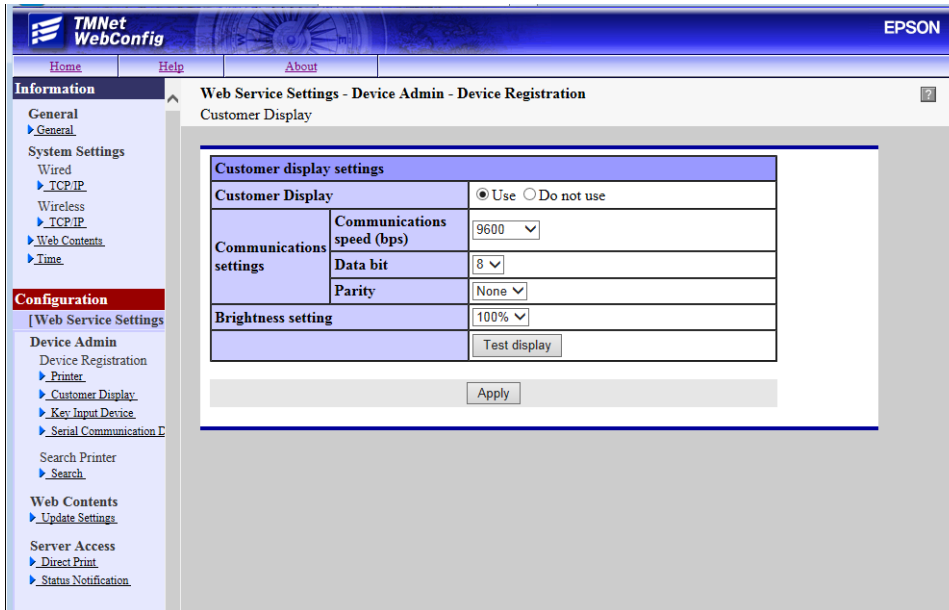 TMNet
WebConfig
EPSON
Home
Help
About
Information
General
General
System Settings
Wired
TCP/IP
Wireless
TCP/IP
Web Contents
Time
Configuration
[Web Service Settings
Device Admin
Device Registration
Printer
Customer Display
Key Input Device
Serial Communication D
Search Printer
Search
Web Contents
Update Settings
Server Access
Direct Print
Status Notification
Web Service Settings - Device Admin - Device Registration
?
Customer Display
Customer display settings
Customer Display
Use
Do not use
Communications
settings
Communications
speed (bps)
9600
Data bit
8
Parity
None
Brightness setting
100%
Test display
Apply